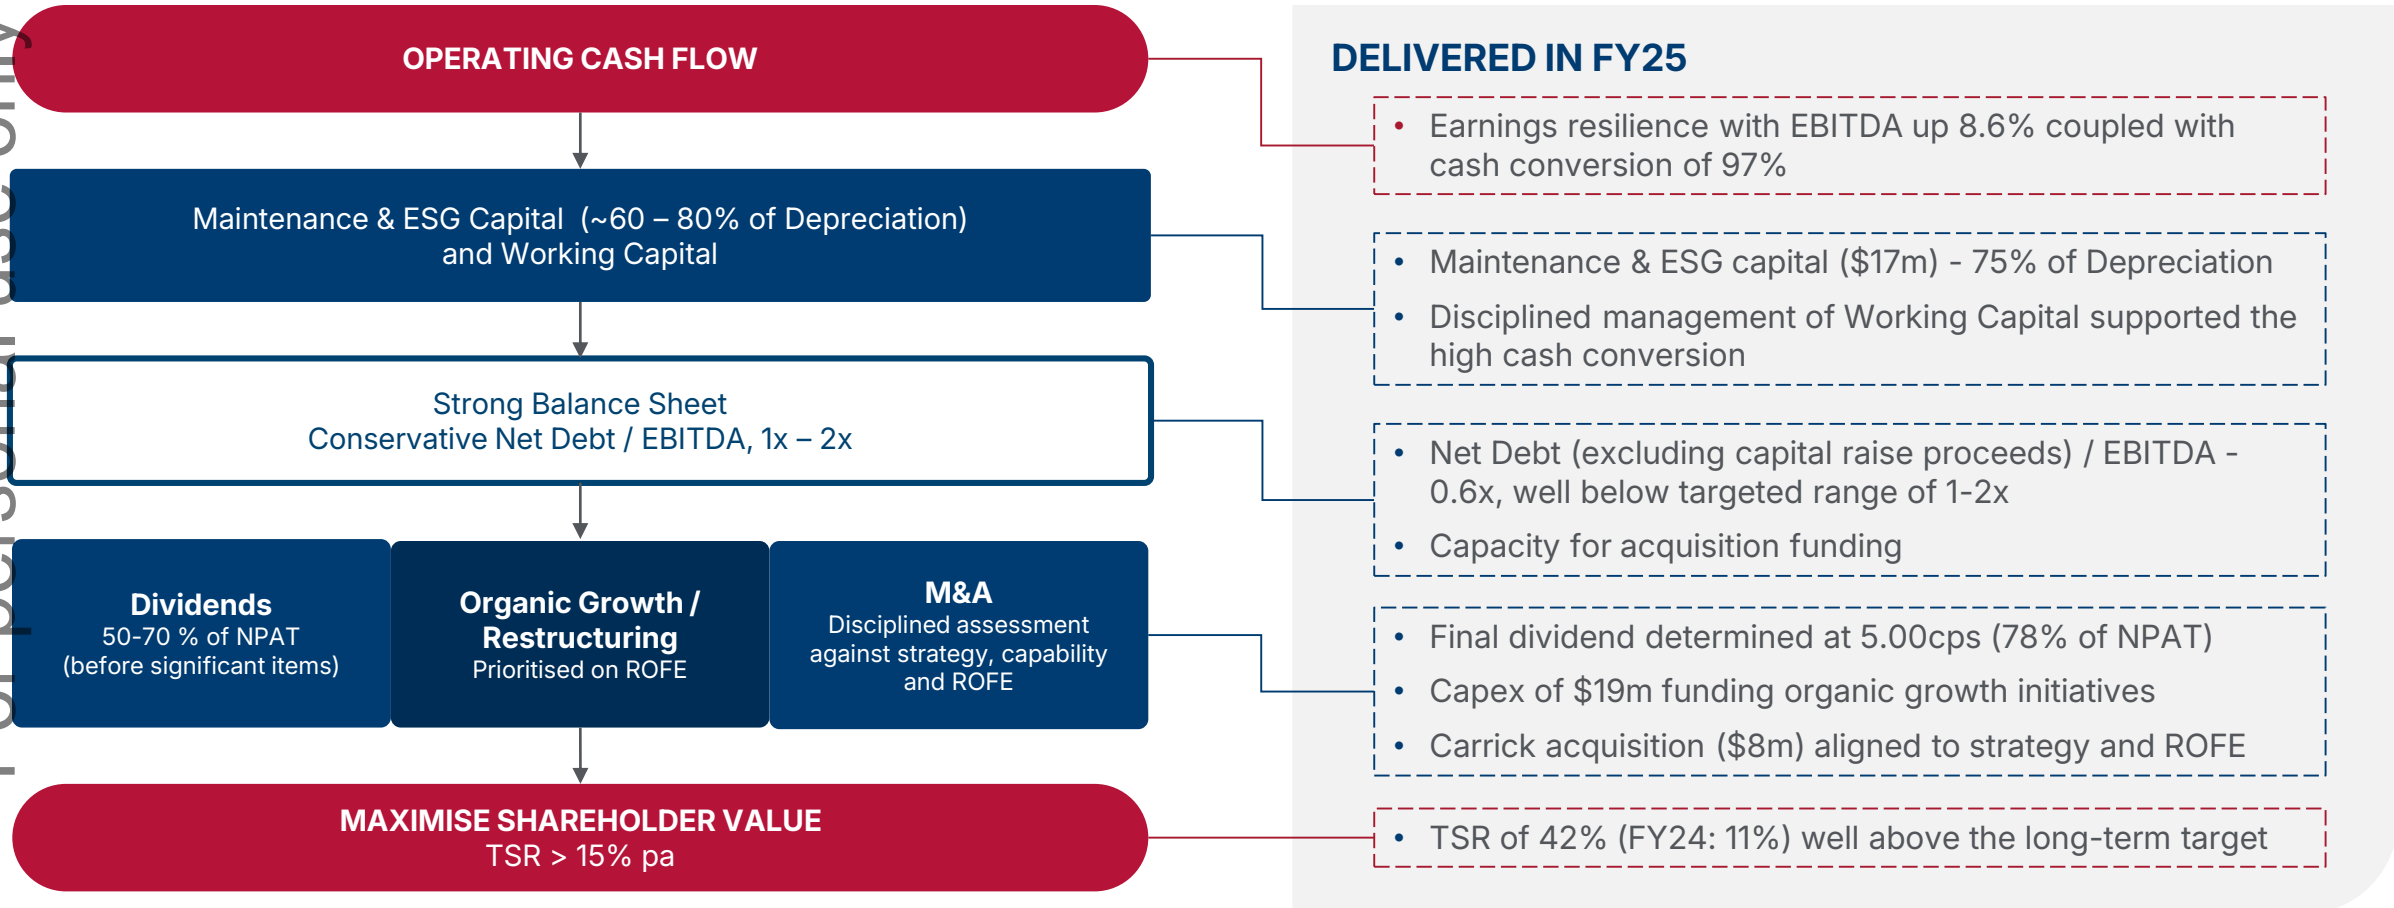 OPERATING CASH FLOW
Maintenance & ESG Capital (~60 – 80% of Depreciation)
and Working Capital
Strong Balance Sheet
Conservative Net Debt / EBITDA, 1x – 2x
Dividends
50-70 % of NPAT
(before significant items)
Organic Growth /
Restructuring
Prioritised on ROFE
M&A
Disciplined assessment
against strategy, capability
and ROFE
MAXIMISE SHAREHOLDER VALUE
TSR > 15% pa
DELIVERED IN FY25
• Earnings resilience with EBITDA up 8.6% coupled with
cash conversion of 97%
• Maintenance & ESG capital ($17m) - 75% of Depreciation
• Disciplined management of Working Capital supported the
high cash conversion
• Net Debt (excluding capital raise proceeds) / EBITDA -
0.6x, well below targeted range of 1-2x
• Capacity for acquisition funding
• Final dividend determined at 5.00cps (78% of NPAT)
• Capex of $19m funding organic growth initiatives
• Carrick acquisition ($8m) aligned to strategy and ROFE
• TSR of 42% (FY24: 11%) well above the long-term target